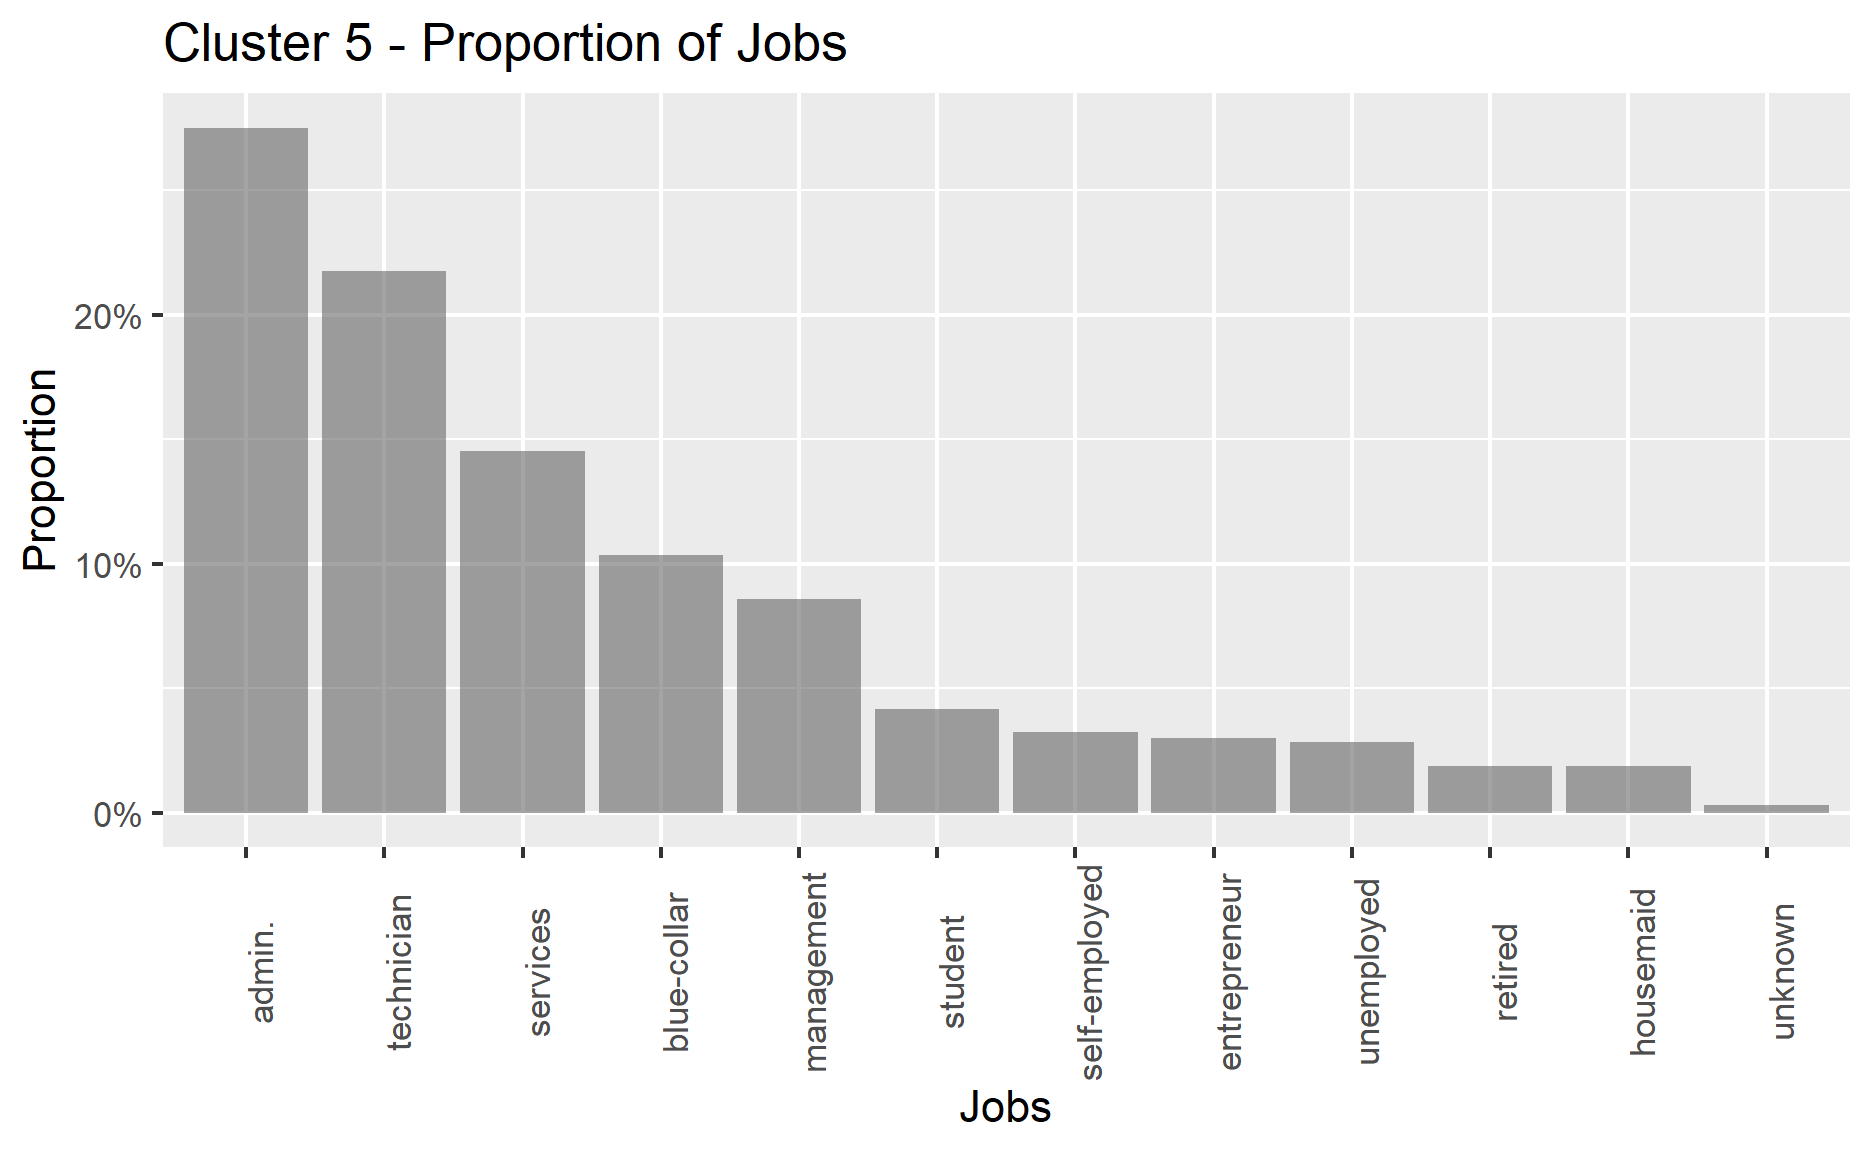 Cluster 5 - Proportion of Jobs
Proportion
20%
10%
0%
admin.
technician
services
blue-collar
management
student
self-employed
entrepreneur
unemployed
retired
housemaid
unknown
Jobs